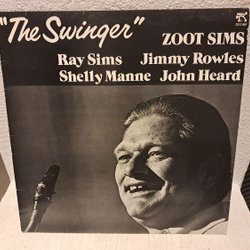 "The Swinger"
ZOOT SIMS
Ray Sims Jimmy Rowles
Shelly Manne John Heard